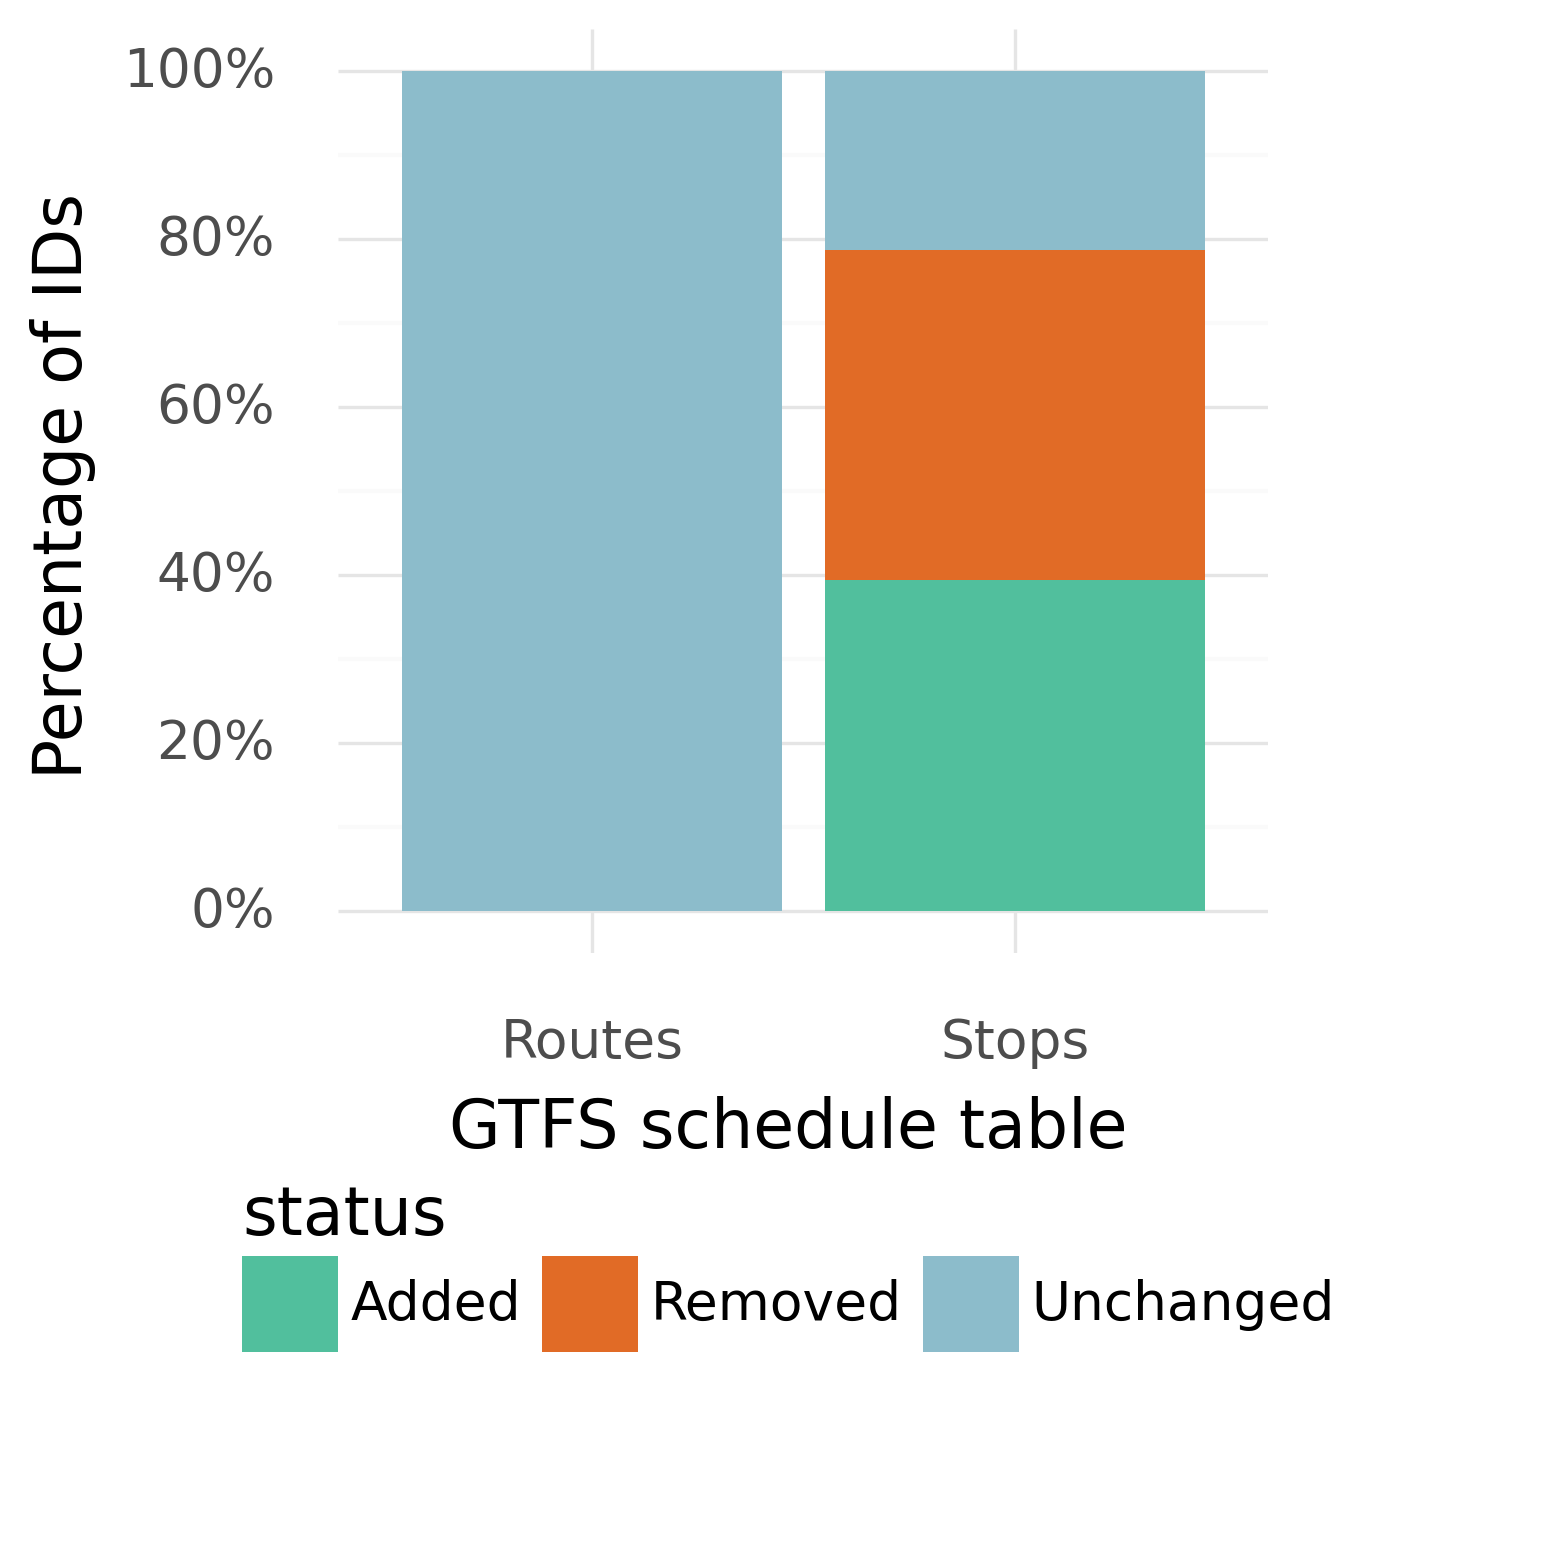 Percentage of IDs
100%
80%
60%
40%
20%
0%
Routes
Stops
GTFS schedule table
status
Added
Removed
Unchanged